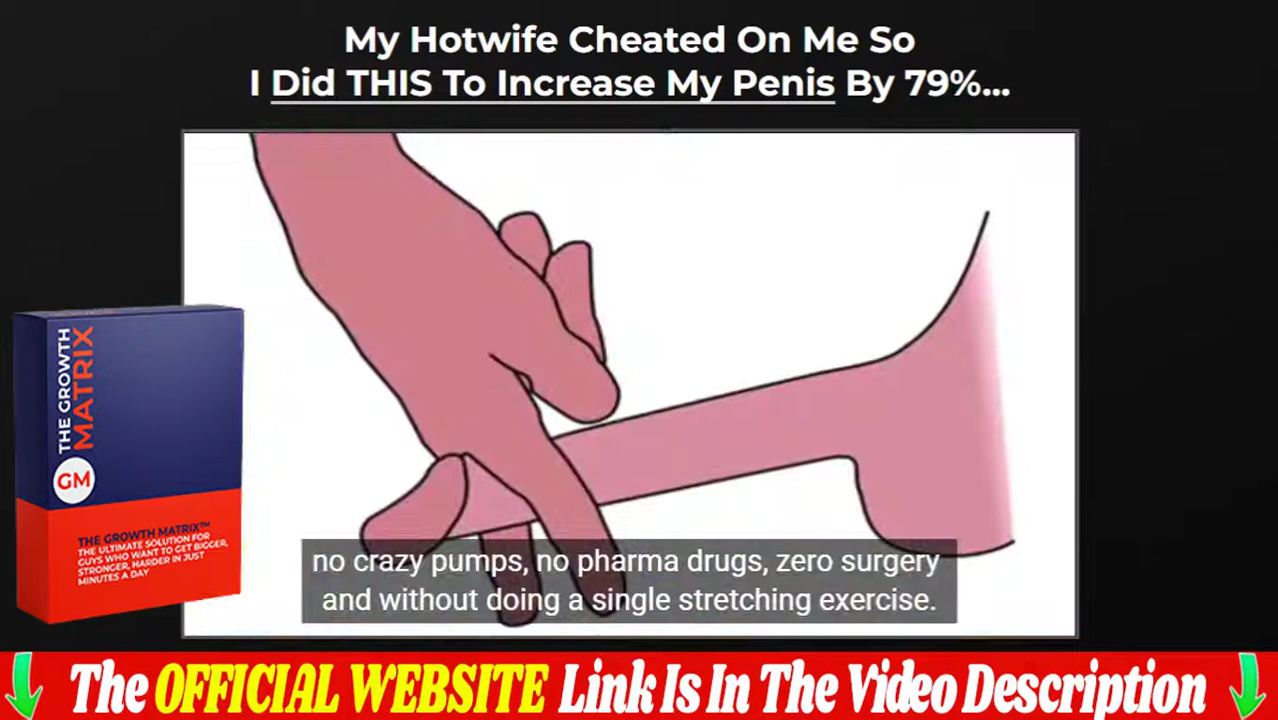 My Hotwife Cheated On Me So
I Did THIS To Increase My Penis By 79%...
THE GROWTH
MATRIX
GM
THE GROWTH MATRIX™
THE ULTIMATE SOLUTION FOR
GUYS WHO WANT TO GET BIGGER,
STRONGER, HARDER IN JUST
MINUTES A DAY
no crazy pumps, no pharma drugs, zero surgery
and without doing a single stretching exercise.
The OFFICIAL WEBSITE Link Is In The Video Description